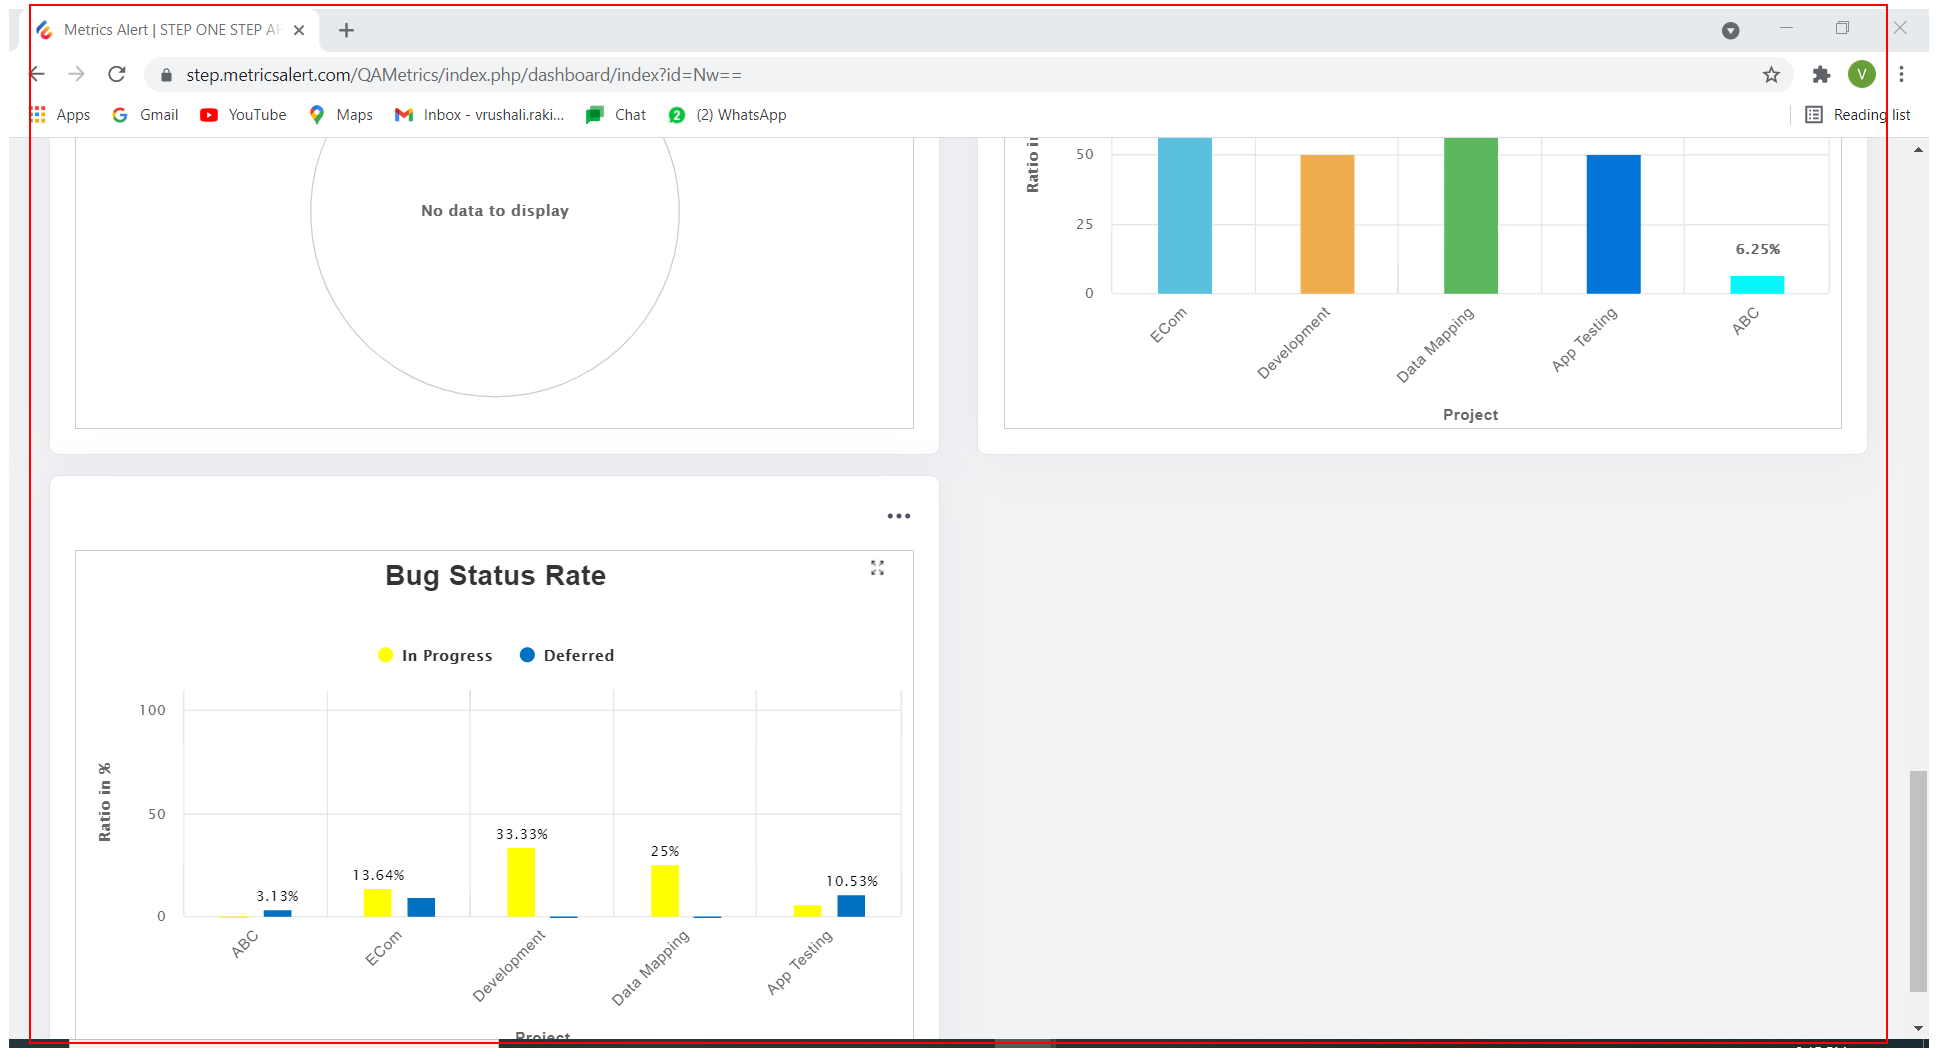 Metrics Alert | STEP ONE STEP AH
step.metricsalert.com/QAMetrics/index.php/dashboard/index?id=Nw==
V
Apps
Gmail
YouTube
Maps
Inbox - vrushali.raki...
Chat
2
(2) WhatsApp
Reading list
No data to display
50
25
0
6.25%
ECom
Development
Data Mapping
App Testing
ABC
Project
Bug Status Rate
In Progress
Deferred
Ratio in %
100
50
0
3.13%
13.64%
33.33%
25%
10.53%
ABC
ECom
Development
Data Mapping
App Testing
Project